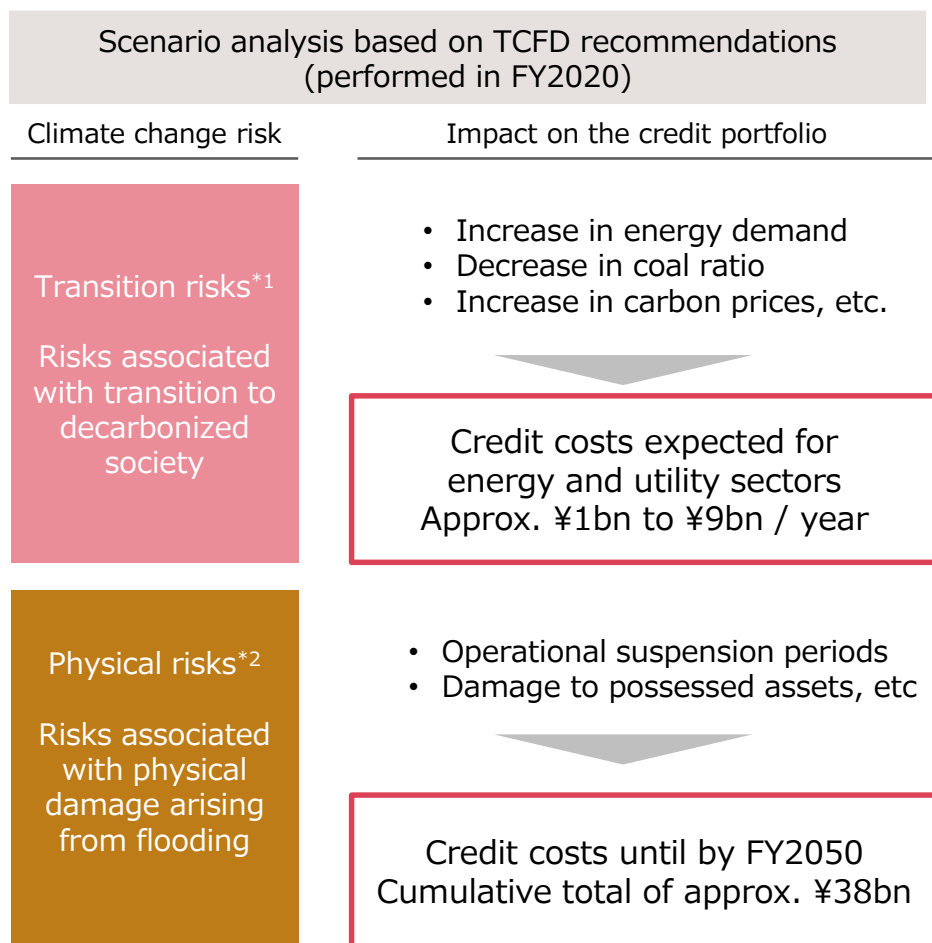 Scenario analysis based on TCFD recommendations
(performed in FY2020)
Climate change risk
Impact on the credit portfolio
Transition risks*1
Risks associated
with transition to
decarbonized
society
• Increase in energy demand
• Decrease in coal ratio
• Increase in carbon prices, etc.
Credit costs expected for
energy and utility sectors
Approx. ¥1bn to ¥9bn / year
Physical risks*2
Risks associated
with physical
damage arising
from flooding
• Operational suspension periods
• Damage to possessed assets, etc
Credit costs until by FY2050
Cumulative total of approx. ¥38bn